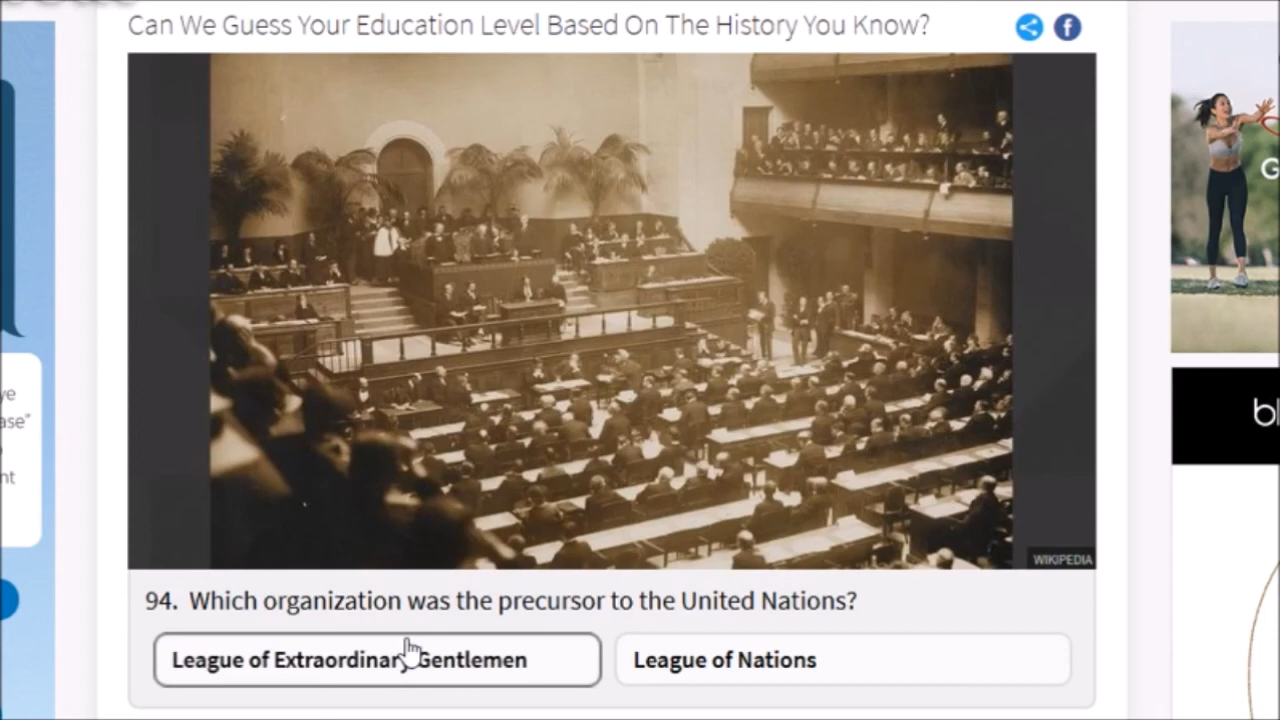 Can We Guess Your Education Level Based On The History You Know?
WIKIPEDIA
94. Which organization was the precursor to the United Nations?
League of Extraordinary Gentlemen
League of Nations